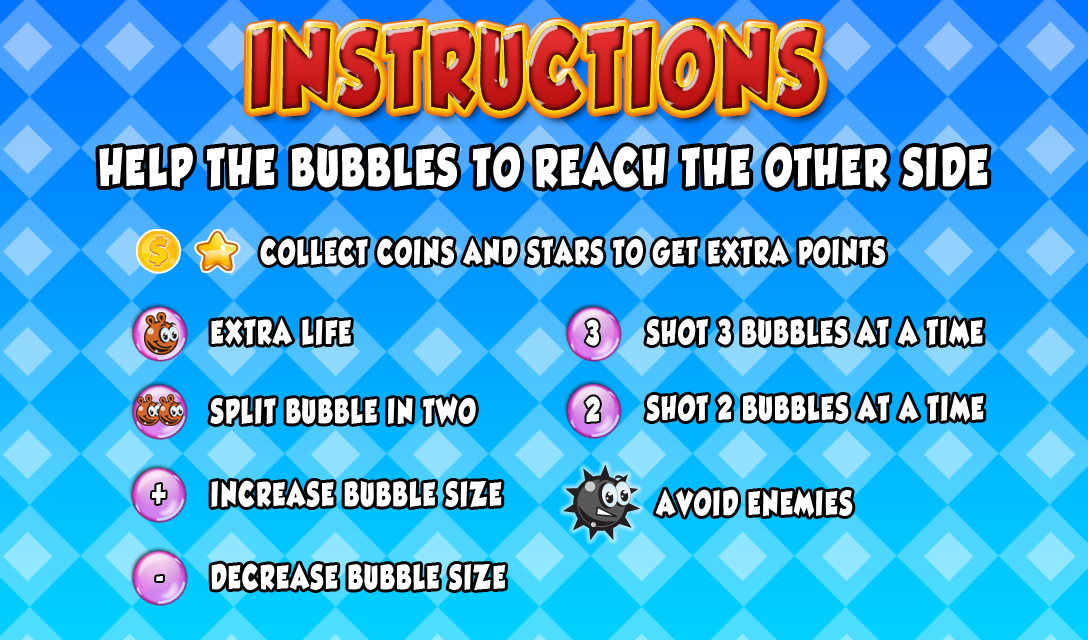 INSTRUCTIONS
HELP THE BUBBLES TO REACH THE OTHER SIDE
$ COLLECT COINS AND STARS TO GET EXTRA POINTS
EXTRA LIFE
SPLIT BUBBLE IN TWO
+ INCREASE BUBBLE SIZE
- DECREASE BUBBLE SIZE
3 SHOT 3 BUBBLES AT A TIME
2 SHOT 2 BUBBLES AT A TIME
AVOID ENEMIES